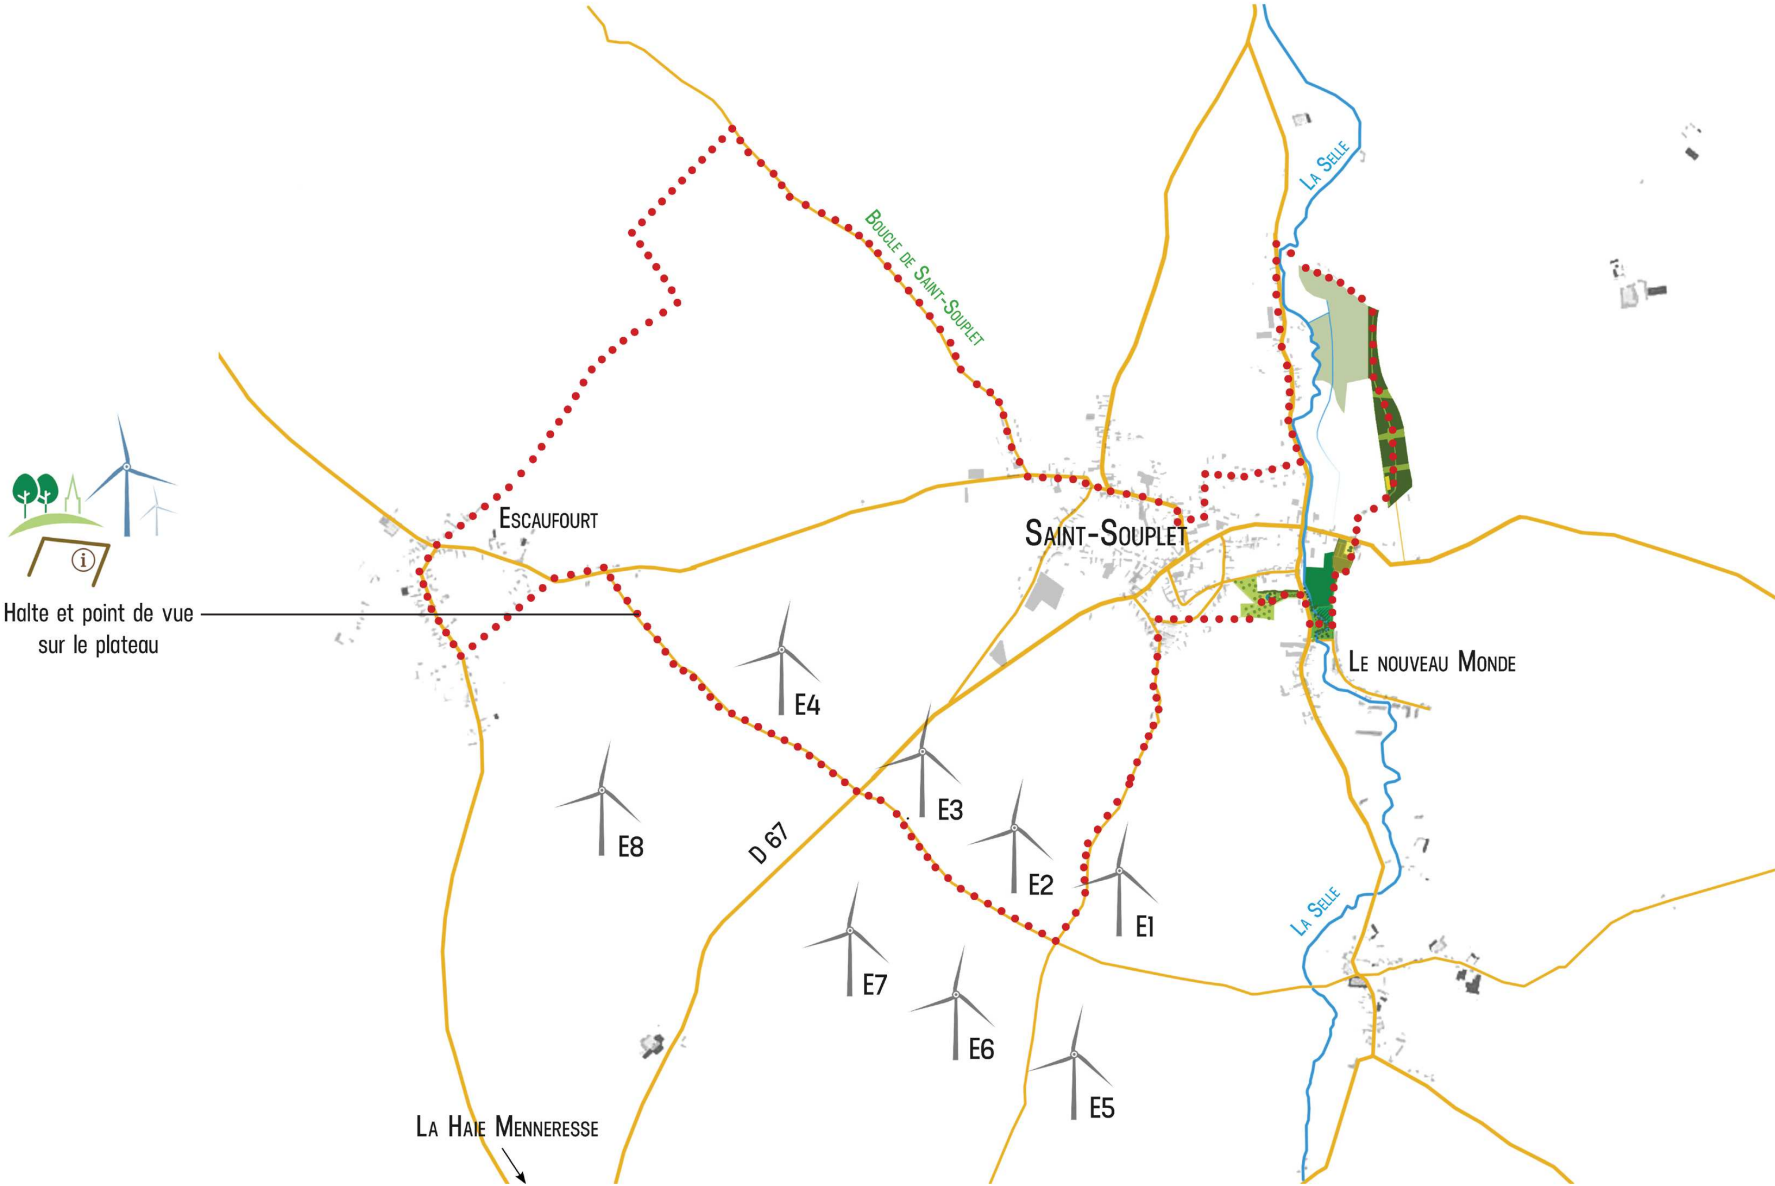 La Selle
Boucle de Saint-Souplet
Escaufourt
Saint-Souplet
i
Halte et point de vue
sur le plateau
Le nouveau Monde
E4
E3
E8
D 67
E2
E1
La Selle
E7
E6
E5
La Haie Menneresse